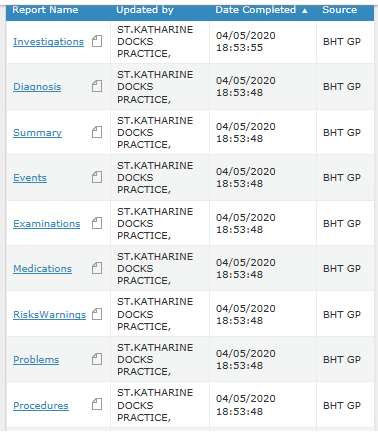 Report Name Updated by Date Completed ▲ Source
Investigations ST.KATHARINE DOCKS PRACTICE, 04/05/2020 18:53:55 BHT GP
Diagnosis ST.KATHARINE DOCKS PRACTICE, 04/05/2020 18:53:48 BHT GP
Summary ST.KATHARINE DOCKS PRACTICE, 04/05/2020 18:53:48 BHT GP
Events ST.KATHARINE DOCKS PRACTICE, 04/05/2020 18:53:48 BHT GP
Examinations ST.KATHARINE DOCKS PRACTICE, 04/05/2020 18:53:48 BHT GP
Medications ST.KATHARINE DOCKS PRACTICE, 04/05/2020 18:53:48 BHT GP
RisksWarnings ST.KATHARINE DOCKS PRACTICE, 04/05/2020 18:53:48 BHT GP
Problems ST.KATHARINE DOCKS PRACTICE, 04/05/2020 18:53:48 BHT GP
Procedures ST.KATHARINE DOCKS PRACTICE, 04/05/2020 18:53:48 BHT GP